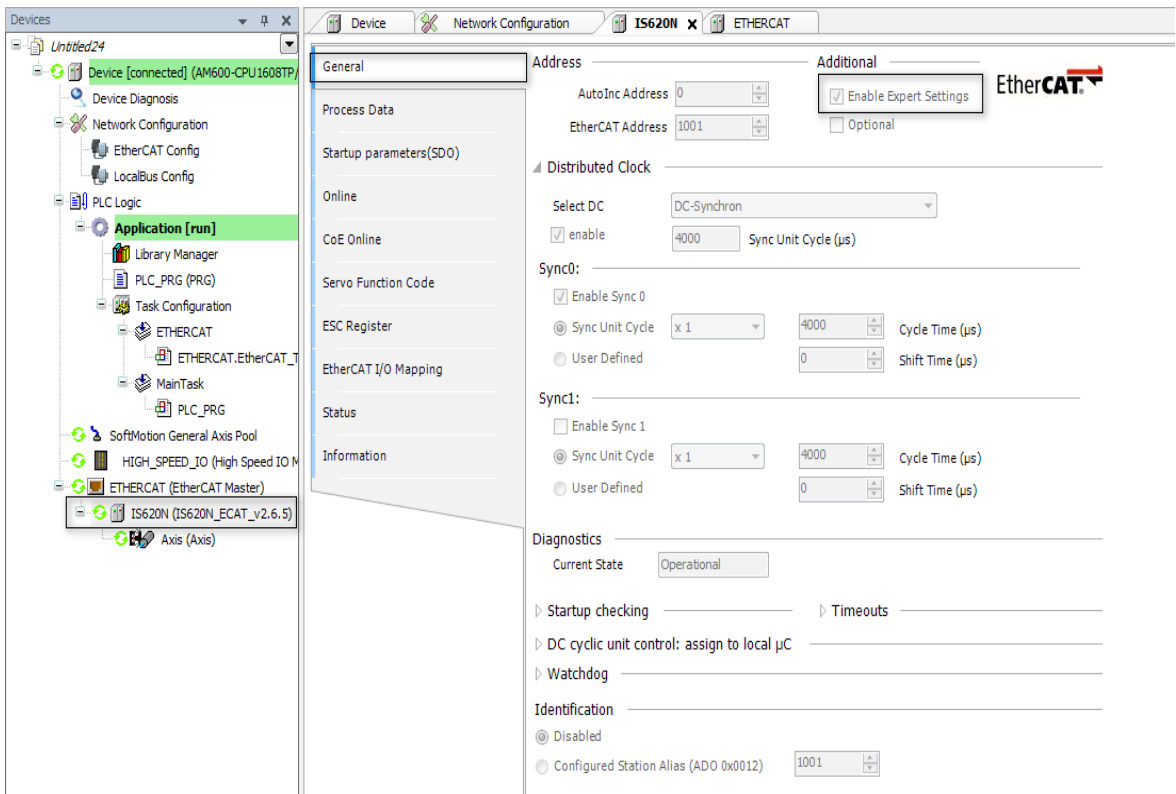 Devices
Untitled24
Device [connected] (AM600-CPU1608TP/
Device Diagnosis
Network Configuration
EtherCAT Config
LocalBus Config
PLC Logic
Application [run]
Library Manager
PLC_PRG (PRG)
Task Configuration
ETHERCAT
ETHERCAT.EtherCAT_T
MainTask
PLC_PRG
SoftMotion General Axis Pool
HIGH_SPEED_IO (High Speed IO M
ETHERCAT (EtherCAT Master)
IS620N (IS620N_ECAT_v2.6.5)
Axis (Axis)
Device
Network Configuration
IS620N
ETHERCAT
General
Process Data
Startup parameters(SDO)
Online
CoE Online
Servo Function Code
ESC Register
EtherCAT I/O Mapping
Status
Information
Address
AutoInc Address 0
EtherCAT Address 1001
Additional
Enable Expert Settings
Optional
EtherCAT.
Distributed Clock
Select DC DC-Synchron
enable 4000 Sync Unit Cycle (µs)
Sync0:
Enable Sync 0
Sync Unit Cycle x 1 4000 Cycle Time (µs)
User Defined 0 Shift Time (µs)
Sync1:
Enable Sync 1
Sync Unit Cycle x 1 4000 Cycle Time (µs)
User Defined 0 Shift Time (µs)
Diagnostics
Current State Operational
Startup checking Timeouts
DC cyclic unit control: assign to local µC
Watchdog
Identification
Disabled
Configured Station Alias (ADO 0x0012) 1001